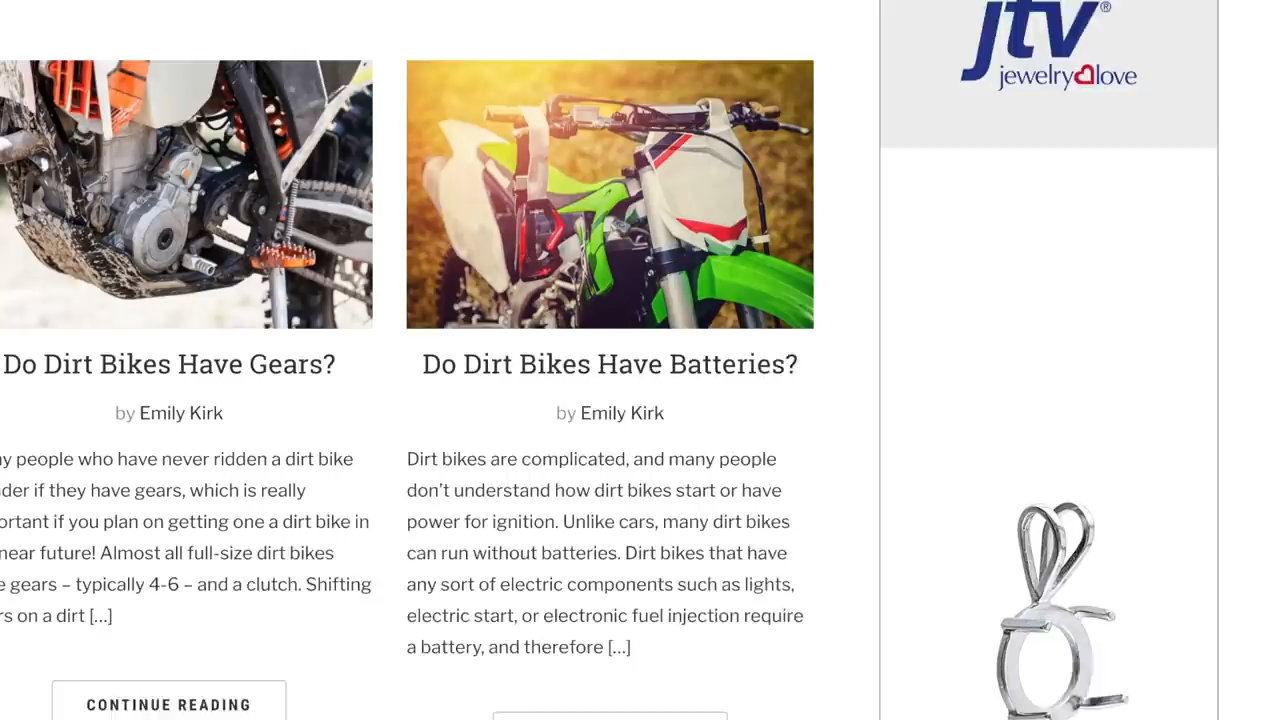 jtv®
jewelry love
Do Dirt Bikes Have Gears?
by Emily Kirk
people who have never ridden a dirt bike
if they have gears, which is really
if you plan on getting one a dirt bike in
near future! Almost all full-size dirt bikes
gears – typically 4-6 – and a clutch. Shifting
on a dirt [...]
CONTINUE READING
Do Dirt Bikes Have Batteries?
by Emily Kirk
Dirt bikes are complicated, and many people
don’t understand how dirt bikes start or have
power for ignition. Unlike cars, many dirt bikes
can run without batteries. Dirt bikes that have
any sort of electric components such as lights,
electric start, or electronic fuel injection require
a battery, and therefore [...]